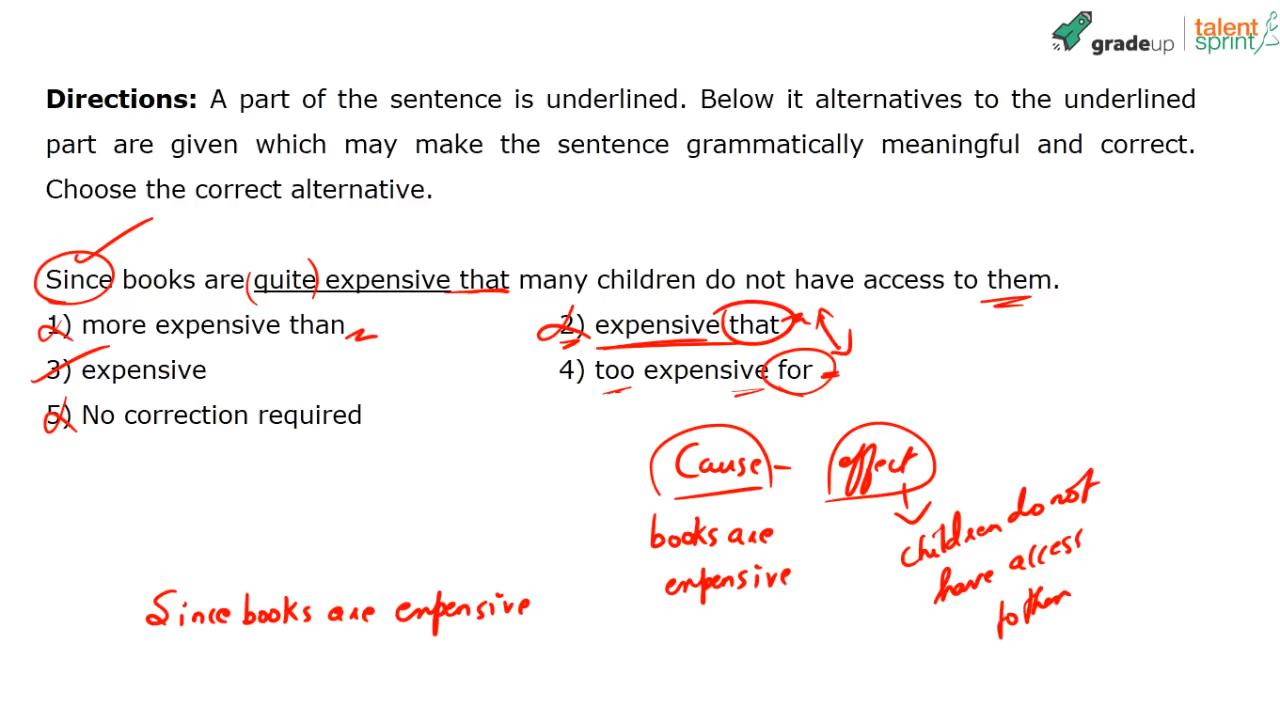 gradeup talent sprint
Directions: A part of the sentence is underlined. Below it alternatives to the underlined
part are given which may make the sentence grammatically meaningful and correct.
Choose the correct alternative.
Since books are quite expensive that many children do not have access to them.
1) more expensive than
2) expensive that
3) expensive
4) too expensive for
5) No correction required
Cause - effect
books are
expensive
children do not
have access
to them
Since books are expensive